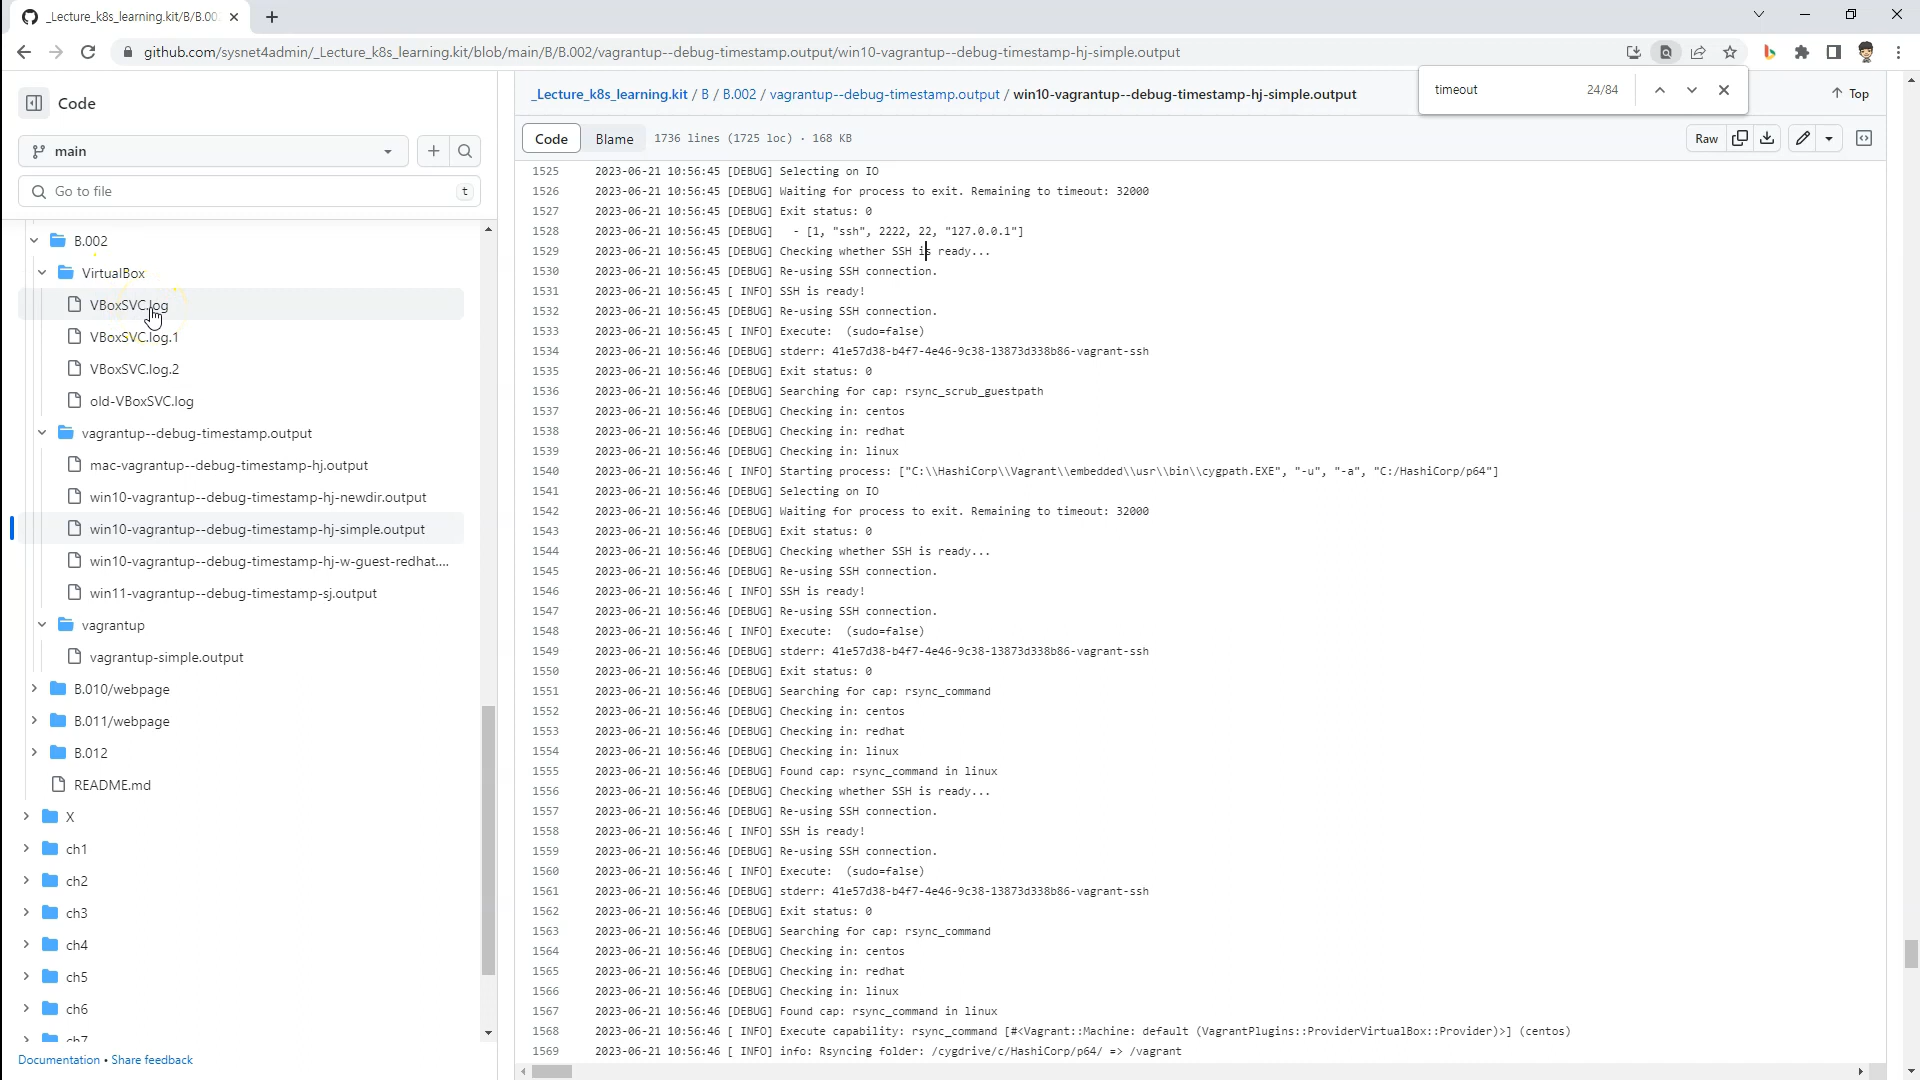 _Lecture_k8s_learning.kit/B/B.00
github.com/sysnet4admin/_Lecture_k8s_learning.kit/blob/main/B/B.002/vagrantup--debug-timestamp.output/win10-vagrantup--debug-timestamp-hj-simple.output
timeout 24/84
Code
main
Go to file t
B.002
VirtualBox
VBoxSVC.log
VBoxSVC.log.1
VBoxSVC.log.2
old-VBoxSVC.log
vagrantup--debug-timestamp.output
mac-vagrantup--debug-timestamp-hj.output
win10-vagrantup--debug-timestamp-hj-newdir.output
win10-vagrantup--debug-timestamp-hj-simple.output
win10-vagrantup--debug-timestamp-hj-w-guest-redhat....
win11-vagrantup--debug-timestamp-sj.output
vagrantup
vagrantup-simple.output
B.010/webpage
B.011/webpage
B.012
README.md
X
ch1
ch2
ch3
ch4
ch5
ch6
ch7
Documentation • Share feedback
_Lecture_k8s_learning.kit / B / B.002 / vagrantup--debug-timestamp.output / win10-vagrantup--debug-timestamp-hj-simple.output
Top
Code Blame 1736 lines (1725 loc) · 168 KB Raw
1525 2023-06-21 10:56:45 [DEBUG] Selecting on IO
1526 2023-06-21 10:56:45 [DEBUG] Waiting for process to exit. Remaining to timeout: 32000
1527 2023-06-21 10:56:45 [DEBUG] Exit status: 0
1528 2023-06-21 10:56:45 [DEBUG]   - [1, "ssh", 2222, 22, "127.0.0.1"]
1529 2023-06-21 10:56:45 [DEBUG] Checking whether SSH is ready...
1530 2023-06-21 10:56:45 [DEBUG] Re-using SSH connection.
1531 2023-06-21 10:56:45 [ INFO] SSH is ready!
1532 2023-06-21 10:56:45 [DEBUG] Re-using SSH connection.
1533 2023-06-21 10:56:45 [ INFO] Execute:  (sudo=false)
1534 2023-06-21 10:56:46 [DEBUG] stderr: 41e57d38-b4f7-4e46-9c38-13873d338b86-vagrant-ssh
1535 2023-06-21 10:56:46 [DEBUG] Exit status: 0
1536 2023-06-21 10:56:46 [DEBUG] Searching for cap: rsync_scrub_guestpath
1537 2023-06-21 10:56:46 [DEBUG] Checking in: centos
1538 2023-06-21 10:56:46 [DEBUG] Checking in: redhat
1539 2023-06-21 10:56:46 [DEBUG] Checking in: linux
1540 2023-06-21 10:56:46 [ INFO] Starting process: ["C:\\HashiCorp\\Vagrant\\embedded\\usr\\bin\\cygpath.EXE", "-u", "-a", "C:/HashiCorp/p64"]
1541 2023-06-21 10:56:46 [DEBUG] Selecting on IO
1542 2023-06-21 10:56:46 [DEBUG] Waiting for process to exit. Remaining to timeout: 32000
1543 2023-06-21 10:56:46 [DEBUG] Exit status: 0
1544 2023-06-21 10:56:46 [DEBUG] Checking whether SSH is ready...
1545 2023-06-21 10:56:46 [DEBUG] Re-using SSH connection.
1546 2023-06-21 10:56:46 [ INFO] SSH is ready!
1547 2023-06-21 10:56:46 [DEBUG] Re-using SSH connection.
1548 2023-06-21 10:56:46 [ INFO] Execute:  (sudo=false)
1549 2023-06-21 10:56:46 [DEBUG] stderr: 41e57d38-b4f7-4e46-9c38-13873d338b86-vagrant-ssh
1550 2023-06-21 10:56:46 [DEBUG] Exit status: 0
1551 2023-06-21 10:56:46 [DEBUG] Searching for cap: rsync_command
1552 2023-06-21 10:56:46 [DEBUG] Checking in: centos
1553 2023-06-21 10:56:46 [DEBUG] Checking in: redhat
1554 2023-06-21 10:56:46 [DEBUG] Checking in: linux
1555 2023-06-21 10:56:46 [DEBUG] Found cap: rsync_command in linux
1556 2023-06-21 10:56:46 [DEBUG] Checking whether SSH is ready...
1557 2023-06-21 10:56:46 [DEBUG] Re-using SSH connection.
1558 2023-06-21 10:56:46 [ INFO] SSH is ready!
1559 2023-06-21 10:56:46 [DEBUG] Re-using SSH connection.
1560 2023-06-21 10:56:46 [ INFO] Execute:  (sudo=false)
1561 2023-06-21 10:56:46 [DEBUG] stderr: 41e57d38-b4f7-4e46-9c38-13873d338b86-vagrant-ssh
1562 2023-06-21 10:56:46 [DEBUG] Exit status: 0
1563 2023-06-21 10:56:46 [DEBUG] Searching for cap: rsync_command
1564 2023-06-21 10:56:46 [DEBUG] Checking in: centos
1565 2023-06-21 10:56:46 [DEBUG] Checking in: redhat
1566 2023-06-21 10:56:46 [DEBUG] Checking in: linux
1567 2023-06-21 10:56:46 [DEBUG] Found cap: rsync_command in linux
1568 2023-06-21 10:56:46 [ INFO] Execute capability: rsync_command [#<Vagrant::Machine: default (VagrantPlugins::ProviderVirtualBox::Provider)>] (centos)
1569 2023-06-21 10:56:46 [ INFO] info: Rsyncing folder: /cygdrive/c/HashiCorp/p64/ => /vagrant